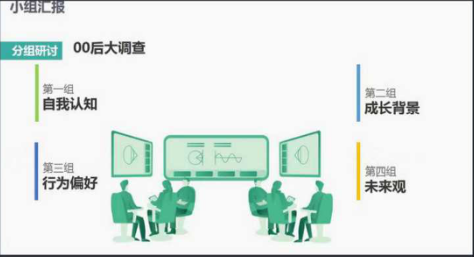 小组汇报
分组研讨 00后大调查
第一组
自我认知
第二组
成长背景
第三组
行为偏好
第四组
未来观